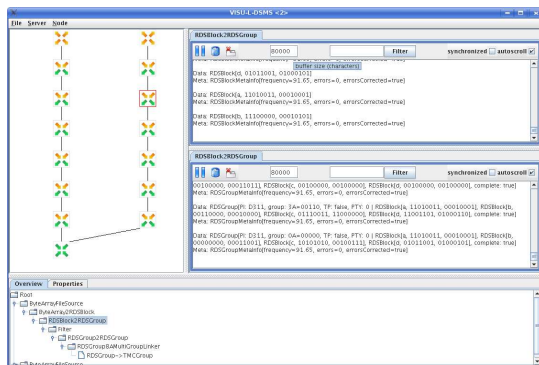 VISU-L-DSMS <2>
File Server Node
RDSBlock2RDSGroup
80000
Filter
synchronized
autoscroll
buffer size (characters)
Data: RDSBlock[d, 01011001, 01000101]
Meta: RDSBlockMetaInfo[frequency=91.65, errors=0, errorsCorrected=true]
Data: RDSBlock[a, 11010011, 00010001]
Meta: RDSBlockMetaInfo[frequency=91.65, errors=0, errorsCorrected=true]
Data: RDSBlock[b, 11100000, 01010101]
Meta: RDSBlockMetaInfo[frequency=91.65, errors=0, errorsCorrected=true]
RDSBlock2RDSGroup
80000
Filter
synchronized
autoscroll
00100000, 00011011], RDSBlock[c, 00100000, 00100000], RDSBlock[d, 00100000, 00100000], complete: true]
Meta: RDSGroupMetaInfo[frequency=91.65, errors=0, errorsCorrected=true]
Data: RDSGroup[PI: D311, group: 3A=00110, TP: false, PTY: 0 | RDSBlock[a, 11010011, 00010001], RDSBlock[b,
00110000, 00010000], RDSBlock[c, 01110011, 11000000], RDSBlock[d, 11001101, 01000110], complete: true]
Meta: RDSGroupMetaInfo[frequency=91.65, errors=0, errorsCorrected=true]
Data: RDSGroup[PI: D311, group: 0A=00000, TP: false, PTY: 0 | RDSBlock[a, 11010011, 00010001], RDSBlock[b,
00000000, 00011001], RDSBlock[c, 10101010, 00100111], RDSBlock[d, 01011001, 01000101], complete: true]
Meta: RDSGroupMetaInfo[frequency=91.65, errors=0, errorsCorrected=true]
Overview Properties
Root
ByteArrayFileSource
ByteArray2RDSBlock
RDSBlock2RDSGroup
Filter
RDSGroup2RDSGroup
RDSGroup8AMultiGroupLinker
RDSGroup->TMCGroup
ByteArrayFileSource